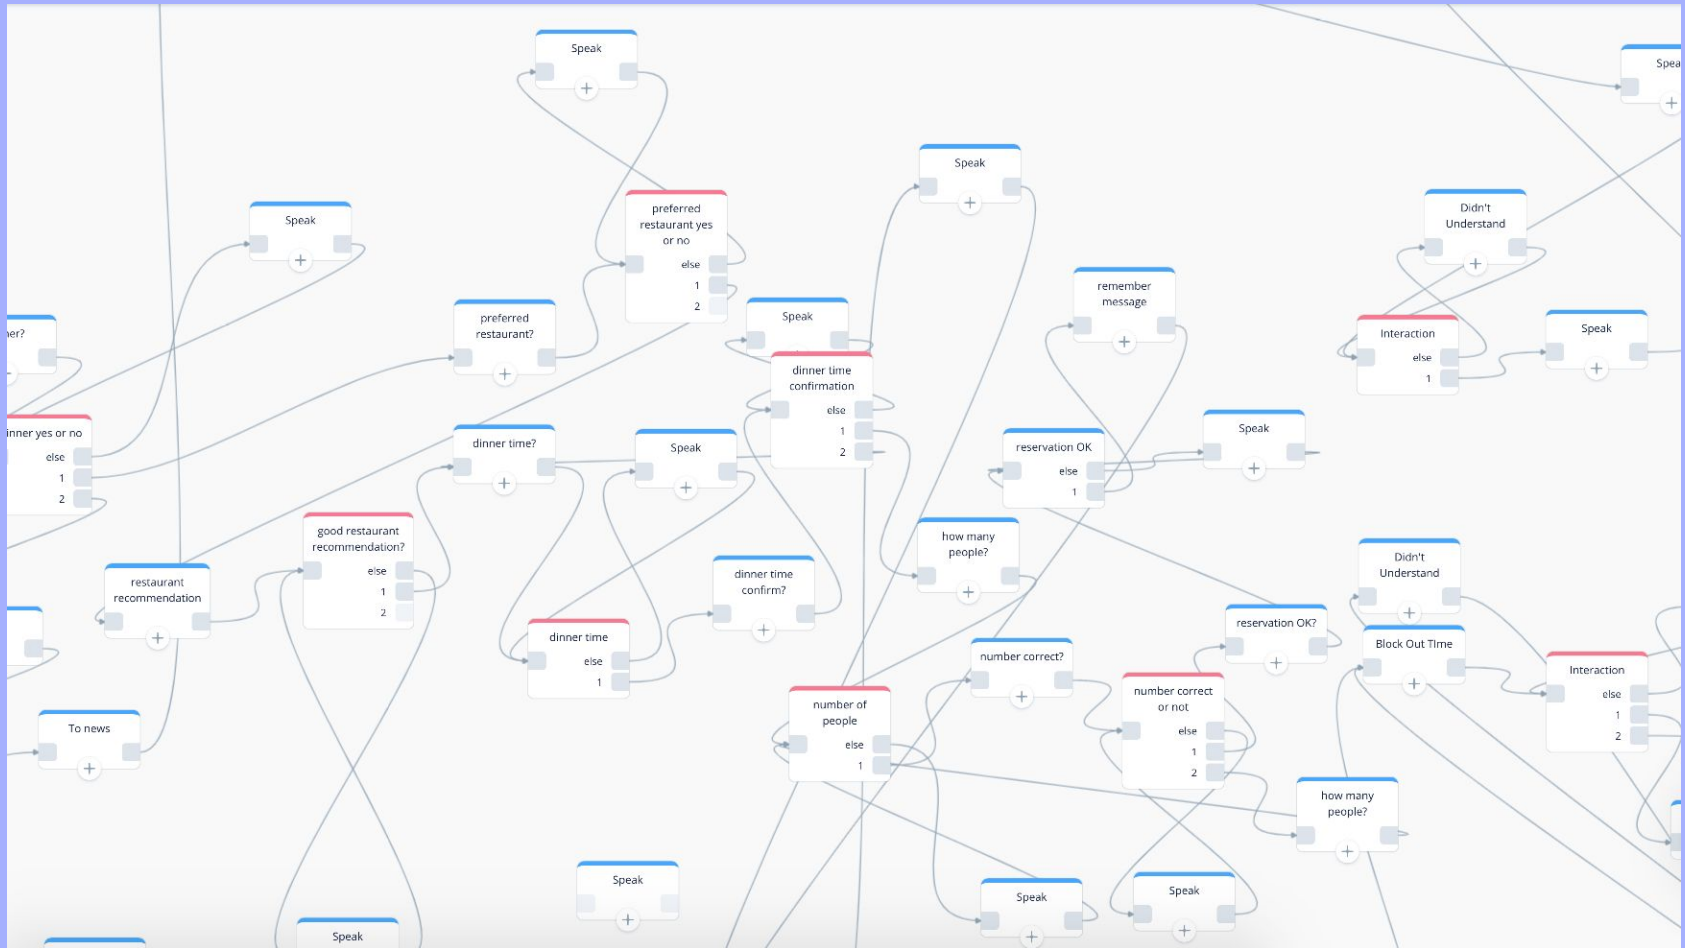 Speak
Speak
Speak
preferred
restaurant yes
or no
else
1
2
Speak
Didn't
Understand
remember
message
preferred
restaurant?
Speak
Interaction
else
1
Speak
dinner time
confirmation
else
1
2
inner yes or no
else
1
2
dinner time?
Speak
reservation OK
else
1
Speak
good restaurant
recommendation?
else
1
2
how many
people?
restaurant
recommendation
dinner time
confirm?
Didn't
Understand
dinner time
else
1
reservation OK?
number correct?
Block Out TIme
Interaction
else
1
2
number of
people
else
1
number correct
or not
else
1
2
To news
how many
people?
Speak
Speak
Speak
Speak